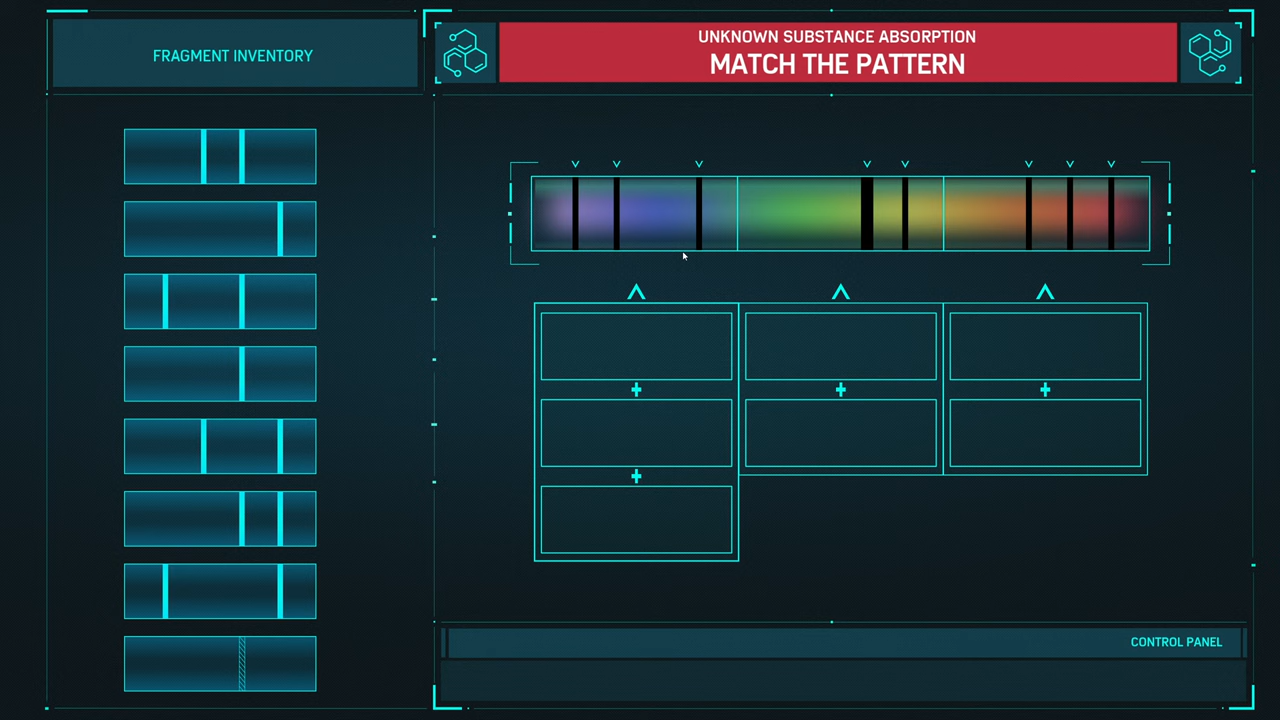 FRAGMENT INVENTORY
UNKNOWN SUBSTANCE ABSORPTION
MATCH THE PATTERN
CONTROL PANEL